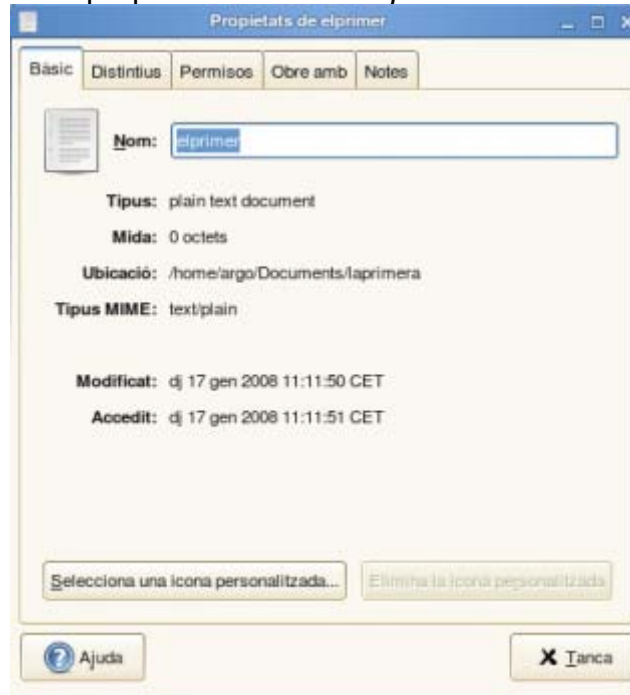 Propietats de elprimer
Bàsic Distintius Permisos Obre amb Notes
Nom: elprimer
Tipus: plain text document
Mida: 0 octets
Ubicació: /home/argo/Documents/laprimera
Tipus MIME: text/plain
Modificat: dj 17 gen 2008 11:11:50 CET
Accedit: dj 17 gen 2008 11:11:51 CET
Selecciona una icona personalitzada... Elimina la icona personalitzada
Ajuda Tanca